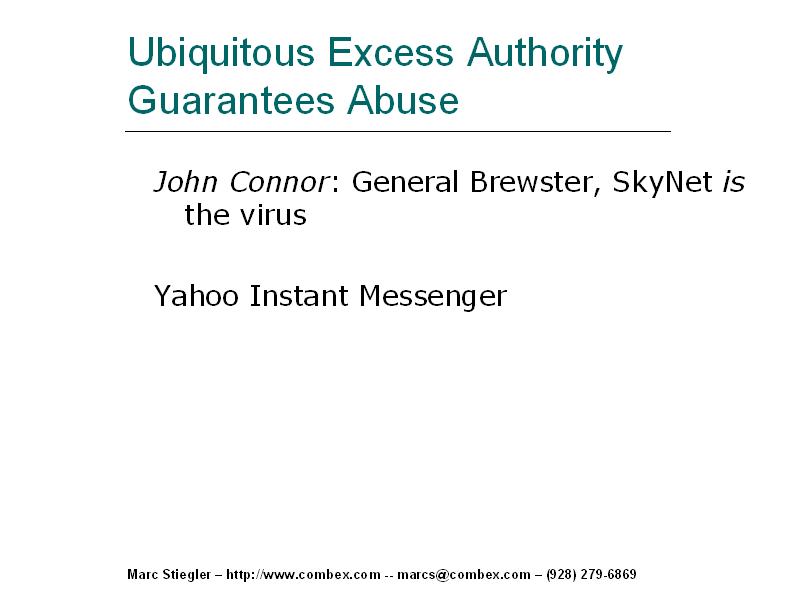 Ubiquitous Excess Authority
Guarantees Abuse
John Connor: General Brewster, SkyNet is
the virus
Yahoo Instant Messenger
Marc Stiegler – http://www.combex.com -- marcs@combex.com – (928) 279-6869